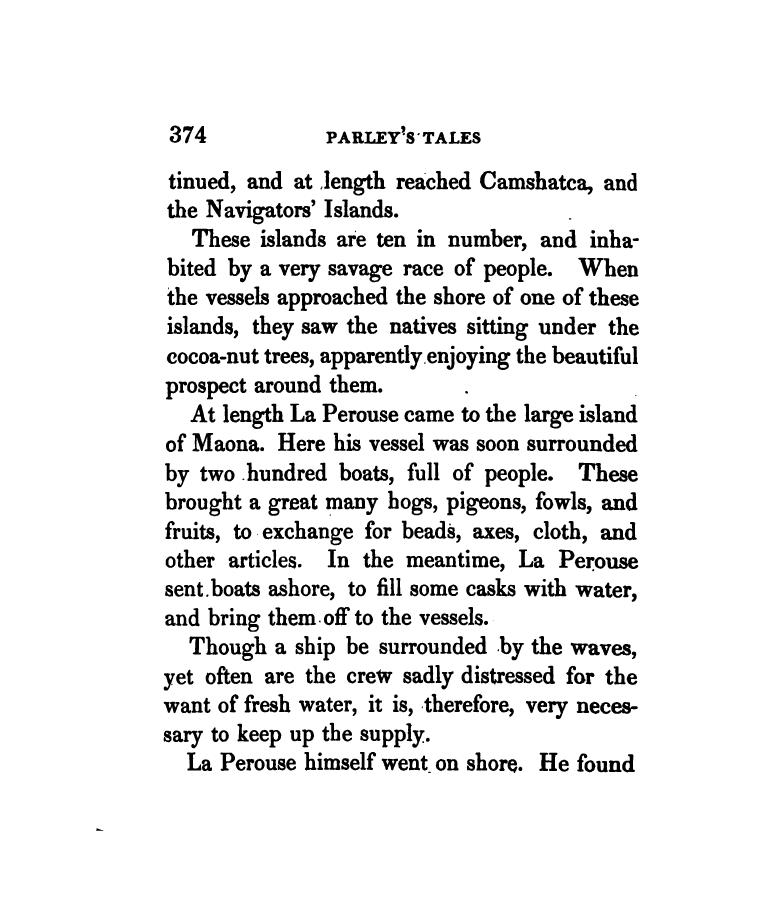 374 PARLEY'S TALES
tinued, and at length reached Camshatca, and
the Navigators' Islands.
These islands are ten in number, and inha-
bited by a very savage race of people. When
the vessels approached the shore of one of these
islands, they saw the natives sitting under the
cocoa-nut trees, apparently enjoying the beautiful
prospect around them.
At length La Perouse came to the large island
of Maona. Here his vessel was soon surrounded
by two hundred boats, full of people. These
brought a great many hogs, pigeons, fowls, and
fruits, to exchange for beads, axes, cloth, and
other articles. In the meantime, La Perouse
sent boats ashore, to fill some casks with water,
and bring them off to the vessels.
Though a ship be surrounded by the waves,
yet often are the crew sadly distressed for the
want of fresh water, it is, therefore, very neces-
sary to keep up the supply.
La Perouse himself went on shore. He found